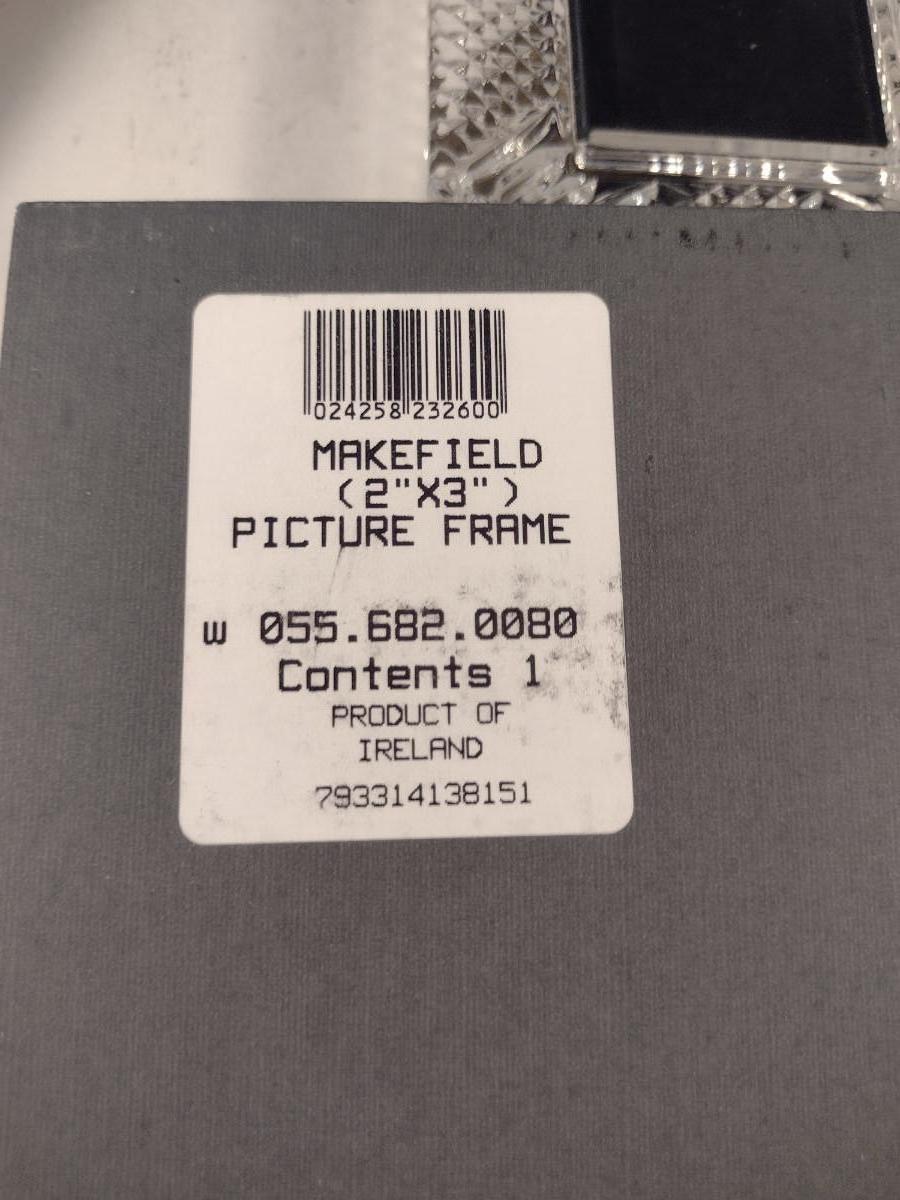 024258 232600
MAKEFIELD
(2"X3")
PICTURE FRAME
w 055.682.0080
Contents 1
PRODUCT OF
IRELAND
793314138151